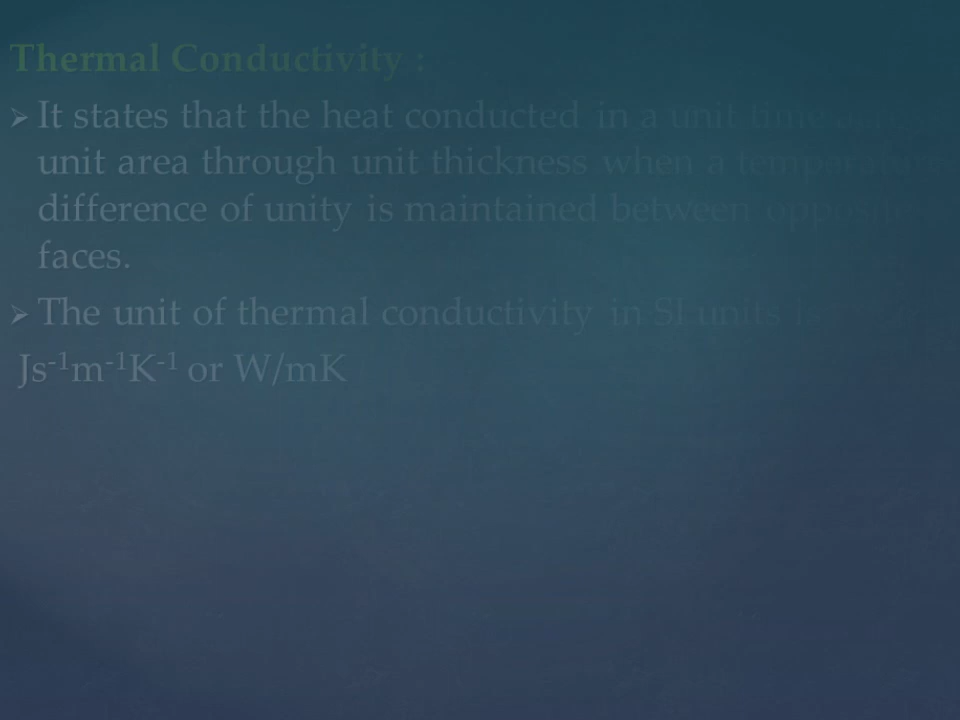 Thermal Conductivity :
➢ It states that the heat conducted in a unit time across
unit area through unit thickness when a temperature
difference of unity is maintained between opposite
faces.
➢ The unit of thermal conductivity in SI units is
Js⁻¹m⁻¹K⁻¹ or W/mK